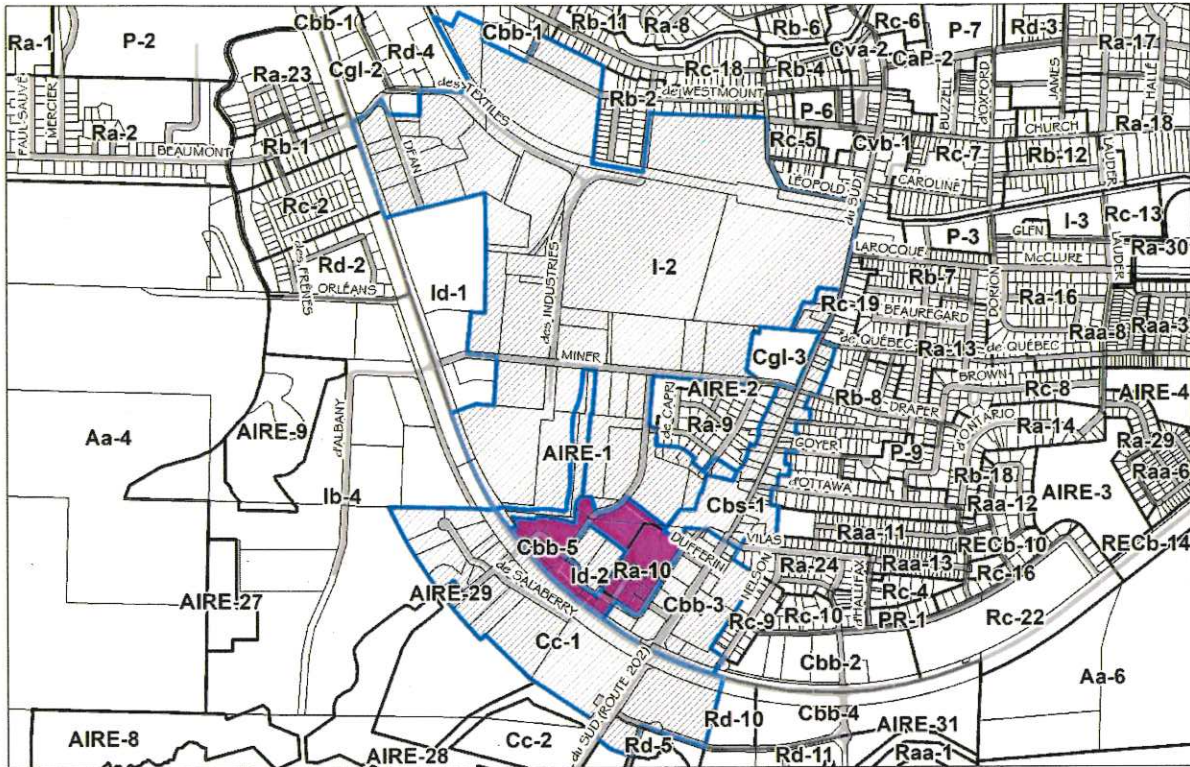 Cbb-1
Cbb-1
Rb-11
Ra-8
Rb-6
Rc-6
P-7
Rd-3
Ra-1
P-2
Rd-4
Cva-2
CaP-2
Ra-17
Cgl-2
Ra-23
Rc-18
Rb-4
de WESTMOUNT
Rb-2
P-6
BUZZELL
d'OXFORD
JAMES
HALLÉ
PAUL-SAUVÉ
MERCIER
Ra-2
BEAUMONT
Rb-1
des TEXTILES
DEAN
Rc-5
Cvb-1
CHURCH
Ra-18
Rc-7
Rb-12
LAUDER
LÉOPOLD
CAROLINE
Rc-2
du SUD
P-3
I-3
Rc-13
GLEN
des FRÊNES
Rd-2
ORLÉANS
Id-1
des INDUSTRIES
I-2
LAROCQUE
McCLURE
LAUDER
Ra-30
Rb-7
DORION
Rc-19
BEAUREGARD
Ra-16
Raa-8
Raa-3
de QUÉBEC
Ra-13
de QUÉBEC
MINER
Cgl-3
BROWN
Rc-8
AIRE-2
Rb-8
DRAPER
AIRE-4
Aa-4
AIRE-9
d'ALBANY
de CAPRI
Ra-9
d'ONTARIO
Ra-14
GOYER
P-9
Ra-29
AIRE-1
Rb-18
Raa-6
Ib-4
d'OTTAWA
Raa-12
AIRE-3
Cbs-1
Raa-11
Cbb-5
DUFFERIN
VILAS
RECb-10
RECb-14
Id-2
Ra-10
Raa-13
de SALABERRY
NELSON
Ra-24
HALIFAX
Rc-16
AIRE-27
AIRE-29
Cbb-3
Rc-4
Rc-9
Rc-10
PR-1
Rc-22
Cc-1
Cbb-2
Aa-6
du SUD (ROUTE 202)
Rd-10
Cbb-4
AIRE-31
AIRE-8
AIRE-28
Cc-2
Rd-5
Rd-11
Raa-1